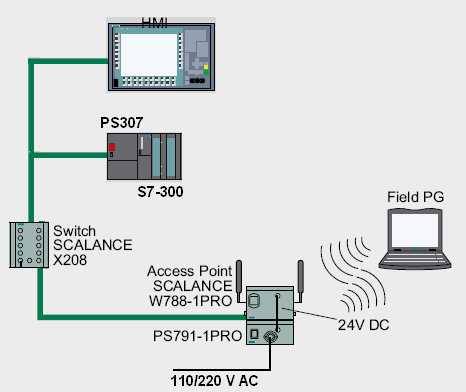 HMI
PS307
S7-300
Field PG
Switch
SCALANCE
X208
Access Point
SCALANCE
W788-1PRO
24V DC
PS791-1PRO
110/220 V AC